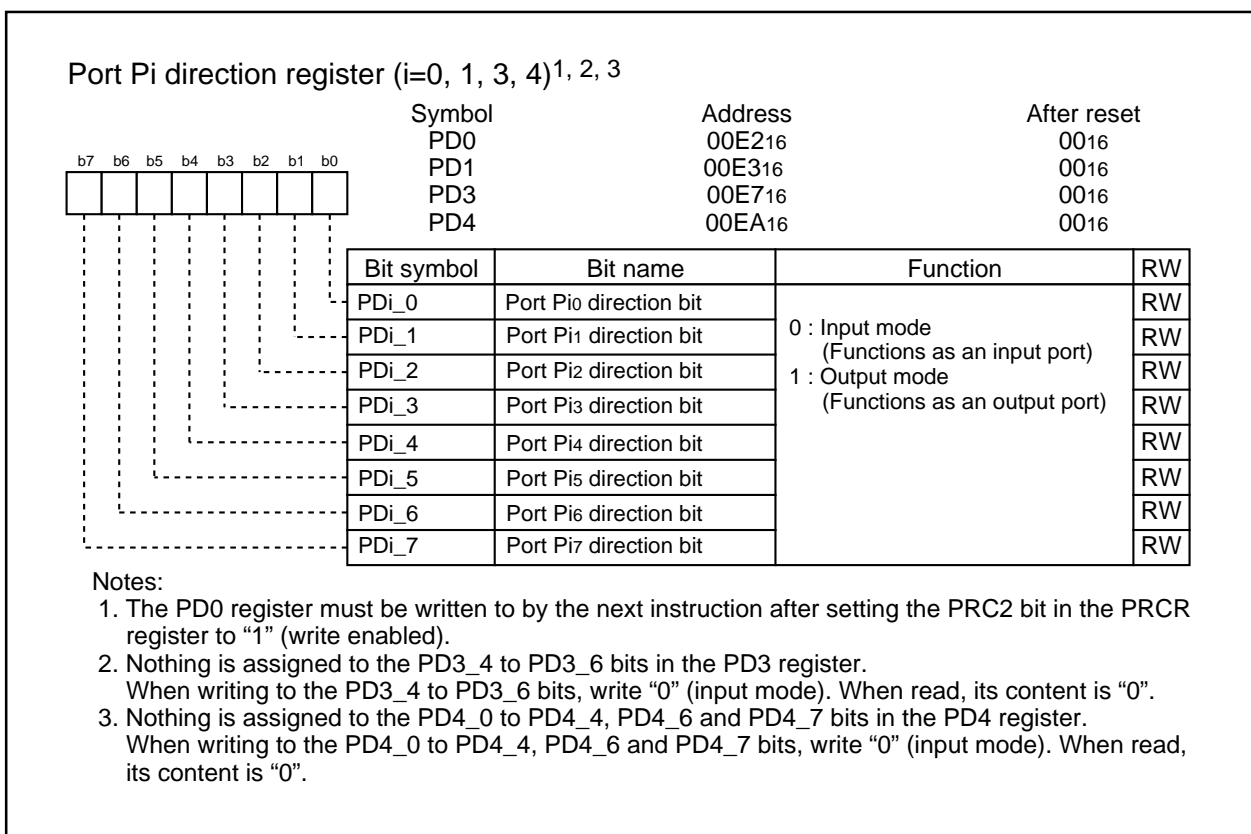 Port Pi direction register (i=0, 1, 3, 4)1, 2, 3
Symbol Address After reset
PD0 00E216 0016
PD1 00E316 0016
PD3 00E716 0016
PD4 00EA16 0016
b7 b6 b5 b4 b3 b2 b1 b0
Bit symbol Bit name Function RW
PDi_0 Port Pi0 direction bit RW
PDi_1 Port Pi1 direction bit RW
PDi_2 Port Pi2 direction bit RW
PDi_3 Port Pi3 direction bit RW
PDi_4 Port Pi4 direction bit RW
PDi_5 Port Pi5 direction bit RW
PDi_6 Port Pi6 direction bit RW
PDi_7 Port Pi7 direction bit RW
0 : Input mode
(Functions as an input port)
1 : Output mode
(Functions as an output port)
Notes:
1. The PD0 register must be written to by the next instruction after setting the PRC2 bit in the PRCR
register to “1” (write enabled).
2. Nothing is assigned to the PD3_4 to PD3_6 bits in the PD3 register.
When writing to the PD3_4 to PD3_6 bits, write “0” (input mode). When read, its content is “0”.
3. Nothing is assigned to the PD4_0 to PD4_4, PD4_6 and PD4_7 bits in the PD4 register.
When writing to the PD4_0 to PD4_4, PD4_6 and PD4_7 bits, write “0” (input mode). When read,
its content is “0”.